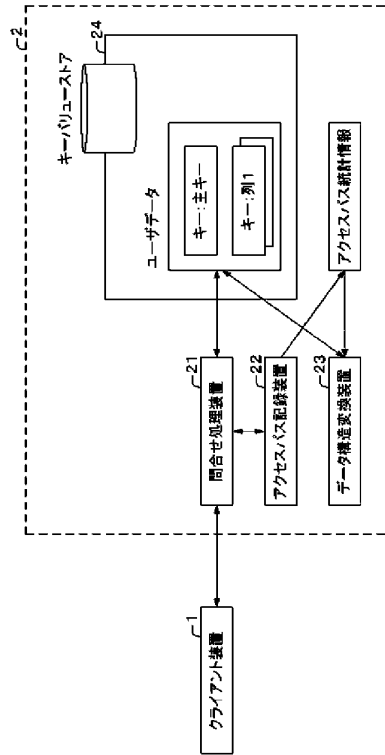 2
24
キーバリューストア
ユーザデータ
キー:主キー
キー:列1
アクセスパス統計情報
21
問合せ処理装置
22
アクセスパス記録装置
23
データ構造変換装置
1
クライアント装置